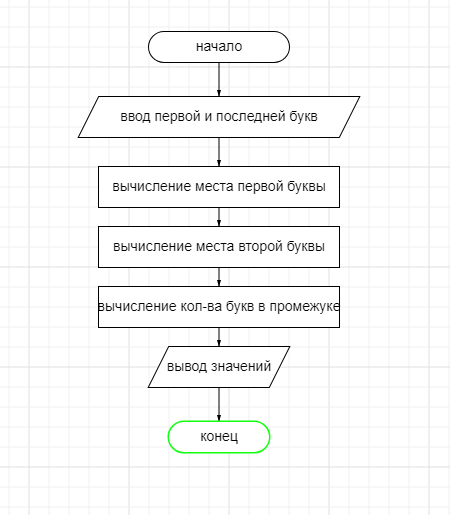 начало
ввод первой и последней букв
вычисление места первой буквы
вычисление места второй буквы
вычисление кол-ва букв в промежуке
вывод значений
конец